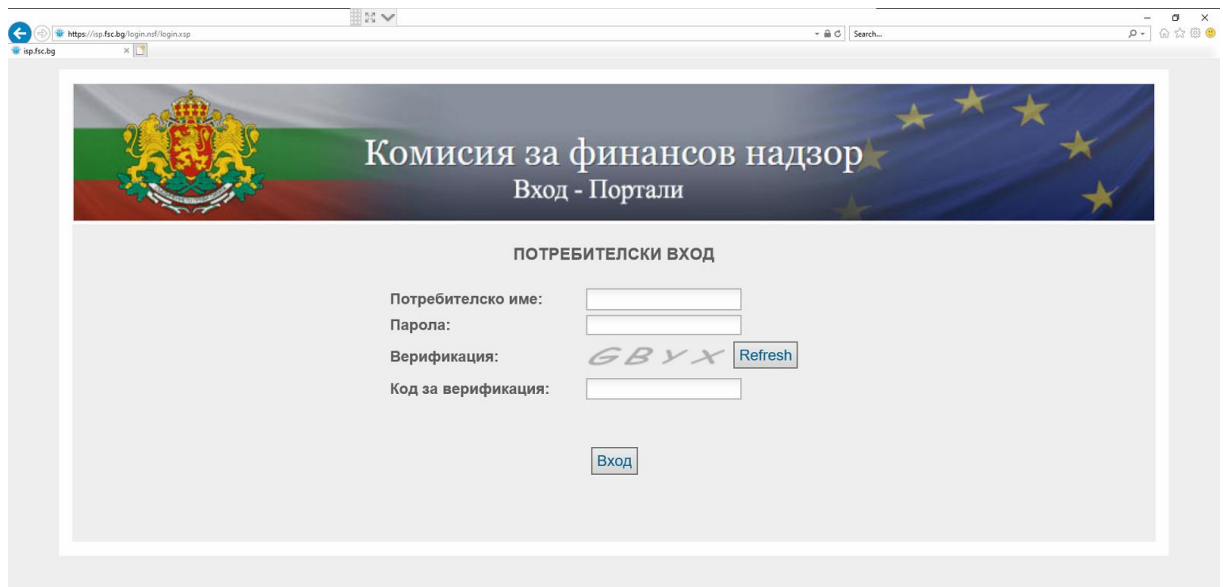 https://isp.fsc.bg/login.nsf/login.xsp
Search...
isp.fsc.bg
Комисия за финансов надзор
Вход - Портали
ПОТРЕБИТЕЛСКИ ВХОД
Потребителско име:
Парола:
Верификация: GBYX Refresh
Код за верификация:
Вход